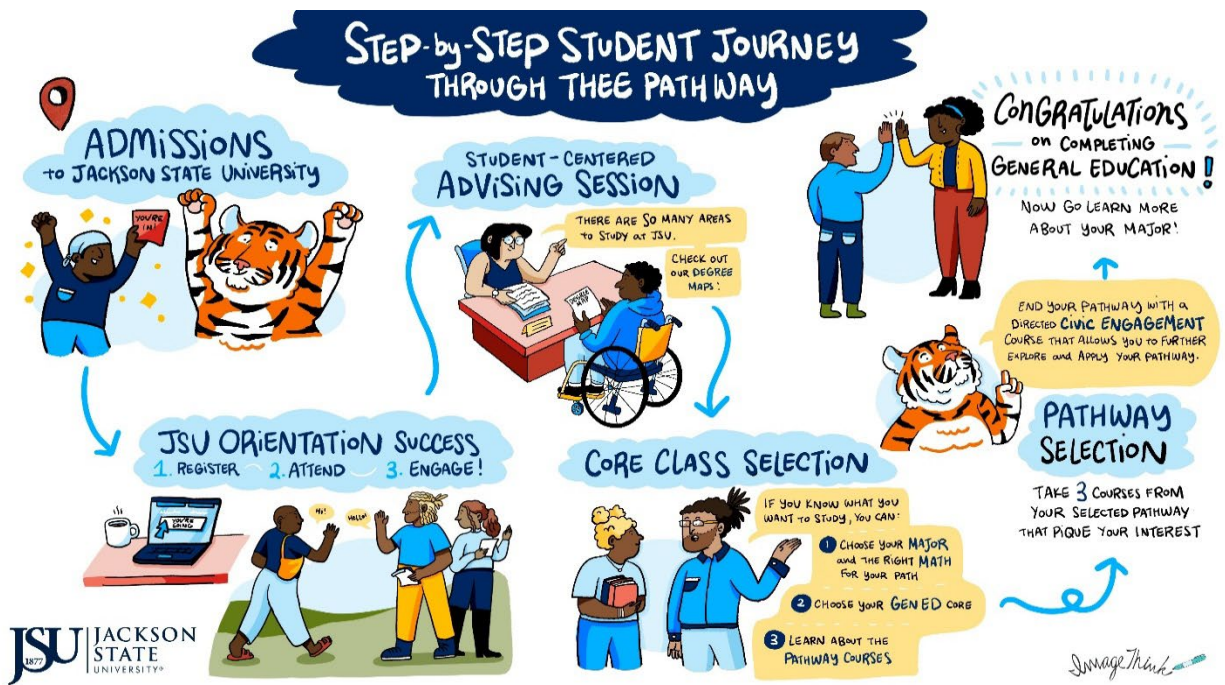 STEP-by-STEP STUDENT JOURNEY
THROUGH THEE PATHWAY
ADMISSIONS
to JACKSON STATE UNIVERSITY
YOU'RE
IN!
JSU ORIENTATION SUCCESS
1. REGISTER 2. ATTEND 3. ENGAGE!
YOU'RE
GOING
Hi!
Hello!
STUDENT-CENTERED
ADVISING SESSION
THERE ARE SO MANY AREAS
to STUDY at JSU.
CHECK OUT
OUR DEGREE
MAPS!
DEGREE
MAP
CORE CLASS SELECTION
IF YOU KNOW WHAT YOU
WANT to STUDY, YOU CAN:
1 CHOOSE YOUR MAJOR
and THE RIGHT MATH
FOR YOUR PATH
2 CHOOSE YOUR GEN ED CORE
3 LEARN ABOUT THE
PATHWAY COURSES
PATHWAY
SELECTION
TAKE 3 COURSES FROM
YOUR SELECTED PATHWAY
THAT PIQUE YOUR INTEREST
END YOUR PATHWAY WITH A
DIRECTED CIVIC ENGAGEMENT
COURSE THAT ALLOWS YOU to FURTHER
EXPLORE and APPLY YOUR PATHWAY.
CONGRATULATIONS
on COMPLETING
GENERAL EDUCATION!
NOW GO LEARN MORE
ABOUT YOUR MAJOR!
JSU
1877
JACKSON
STATE
UNIVERSITY®
ImageThink